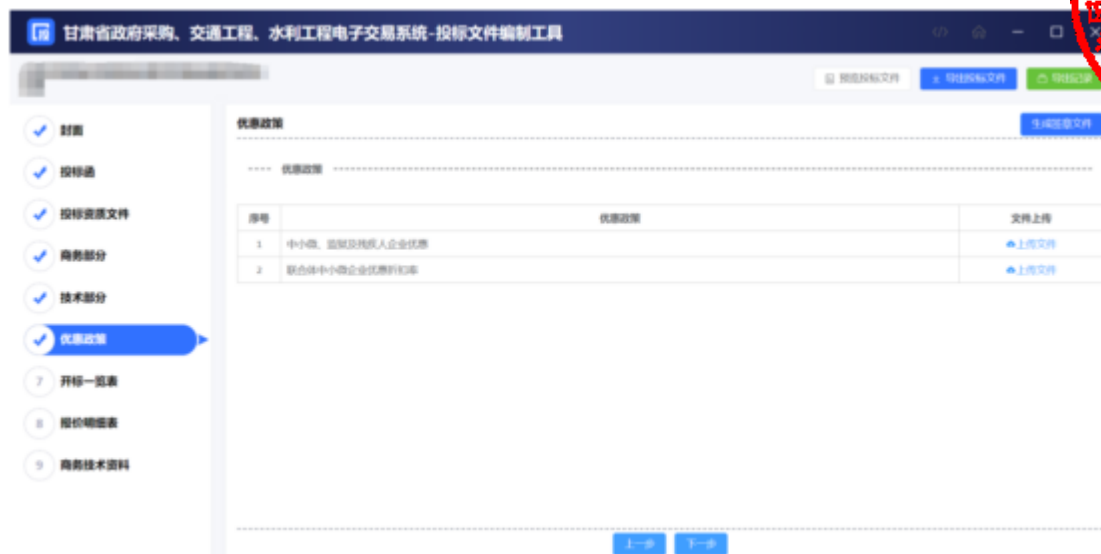 投 甘肃省政府采购、交通工程、水利工程电子交易系统-投标文件编制工具
预览投标文件 导出投标文件 导出记录
封面
投标函
投标资质文件
商务部分
技术部分
优惠政策
7 开标一览表
8 报价明细表
9 商务技术资料
优惠政策 生成签章文件
优惠政策
序号 优惠政策 文件上传
1 中小微、监狱及残疾人企业优惠 上传文件
2 联合体中小微企业优惠折扣率 上传文件
上一步 下一步